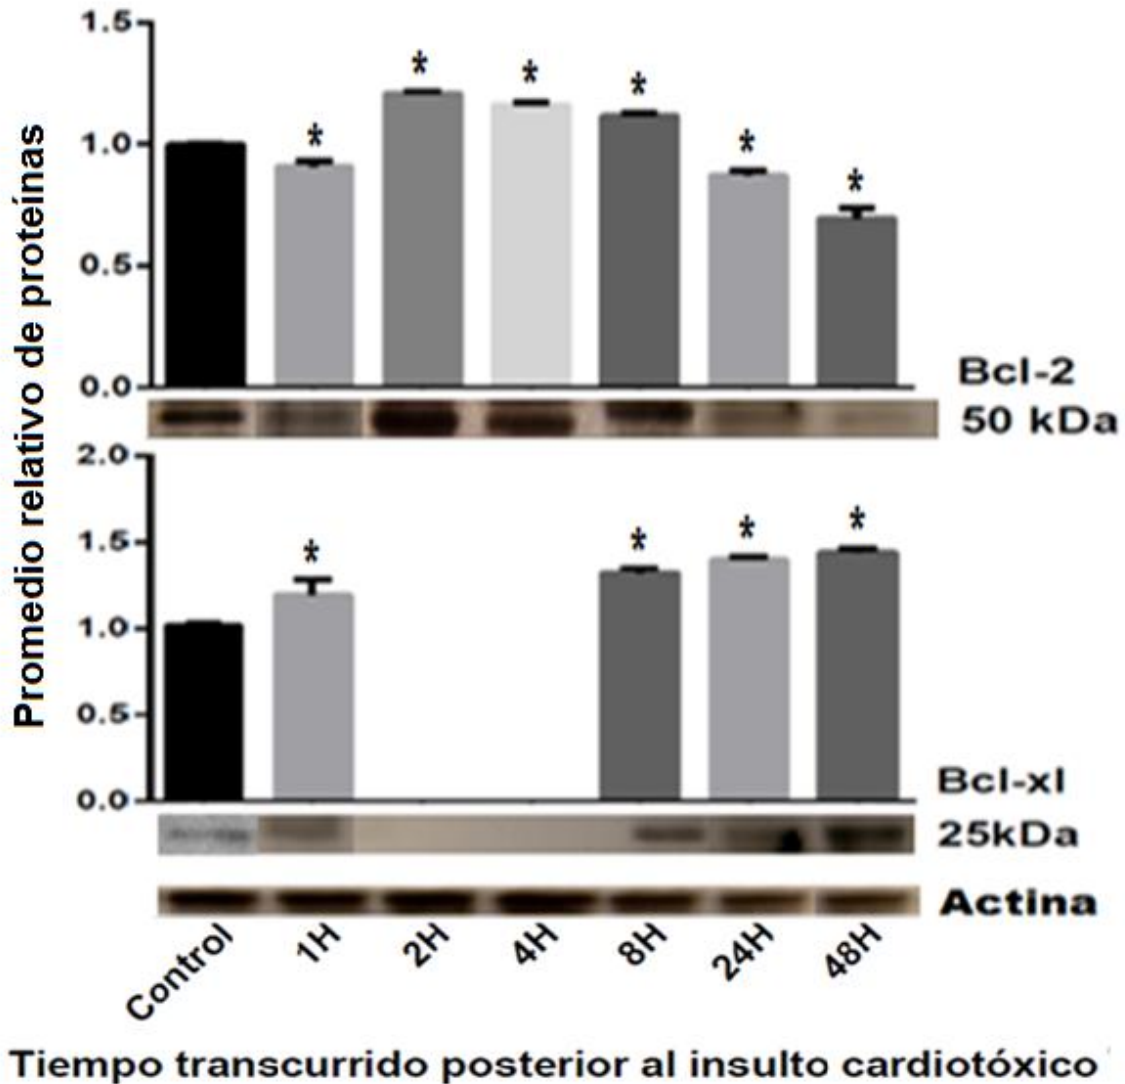 Promedio relativo de proteínas
1.5
1.0
0.5
0.0
* * * * * *
Bcl-2
50 kDa
2.0
1.5
1.0
0.5
0.0
* * * *
Bcl-xl
25kDa
Actina
Control 1H 2H 4H 8H 24H 48H
Tiempo transcurrido posterior al insulto cardiotóxico